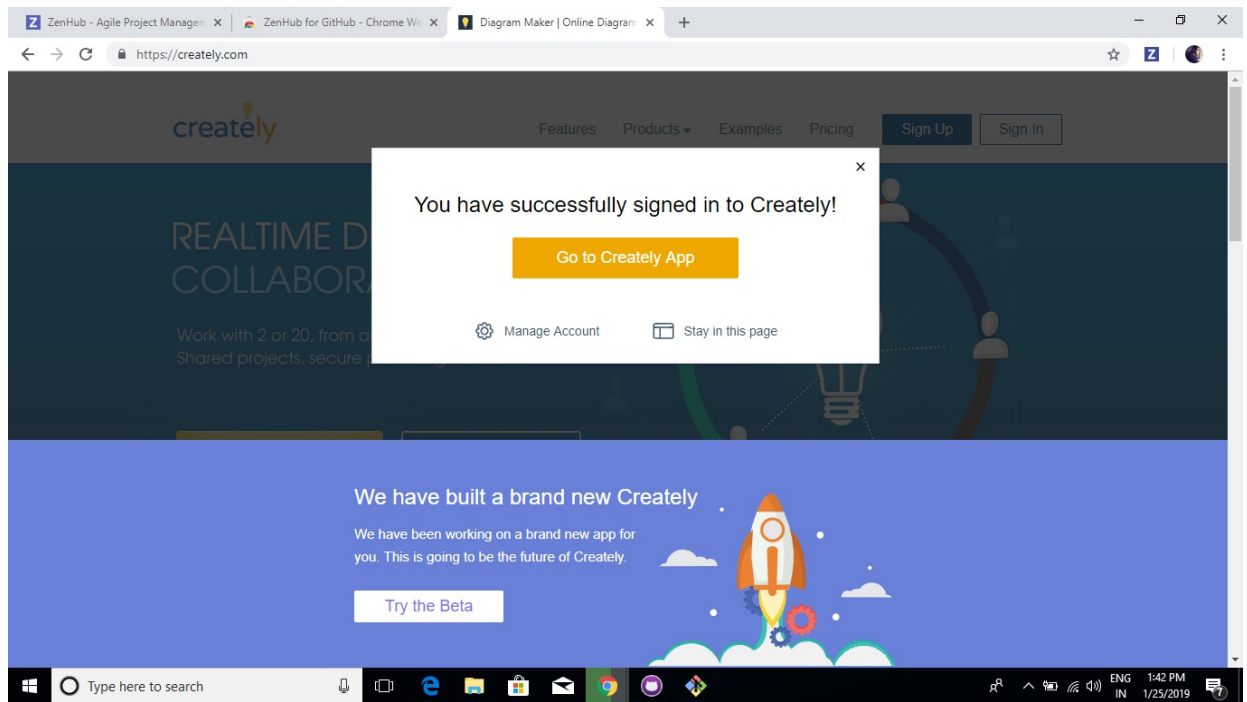 ZenHub - Agile Project Managem
ZenHub for GitHub - Chrome We
Diagram Maker | Online Diagram
https://creately.com
Z
creately
Features
Products
Examples
Pricing
Sign Up
Sign In
You have successfully signed in to Creately!
Go to Creately App
Manage Account
Stay in this page
REALTIME D
COLLABOR
Work with 2 or 20, from a
Shared projects, secure
We have built a brand new Creately
We have been working on a brand new app for
you. This is going to be the future of Creately.
Try the Beta
Type here to search
ENG
IN
1:42 PM
1/25/2019
7